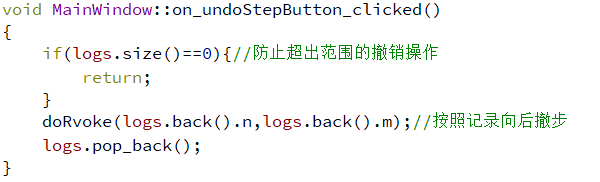 void MainWindow::on_undoStepButton_clicked()
{
    if(logs.size()==0){//防止超出范围的撤销操作
        return;
    }
    doRvoke(logs.back().n,logs.back().m);//按照记录向后撤步
    logs.pop_back();
}